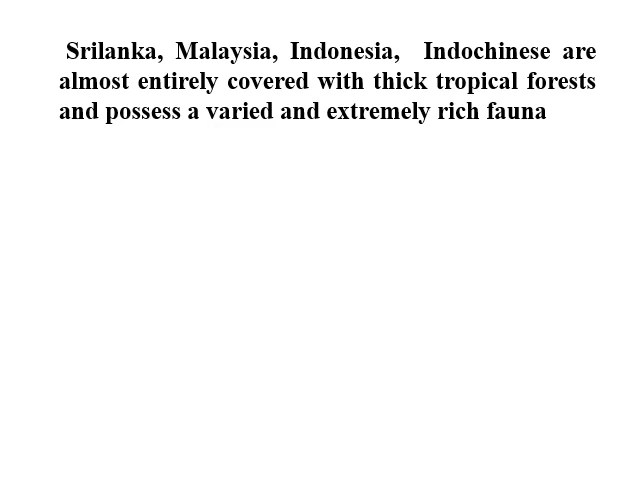 Srilanka, Malaysia, Indonesia, Indochinese are
almost entirely covered with thick tropical forests
and possess a varied and extremely rich fauna